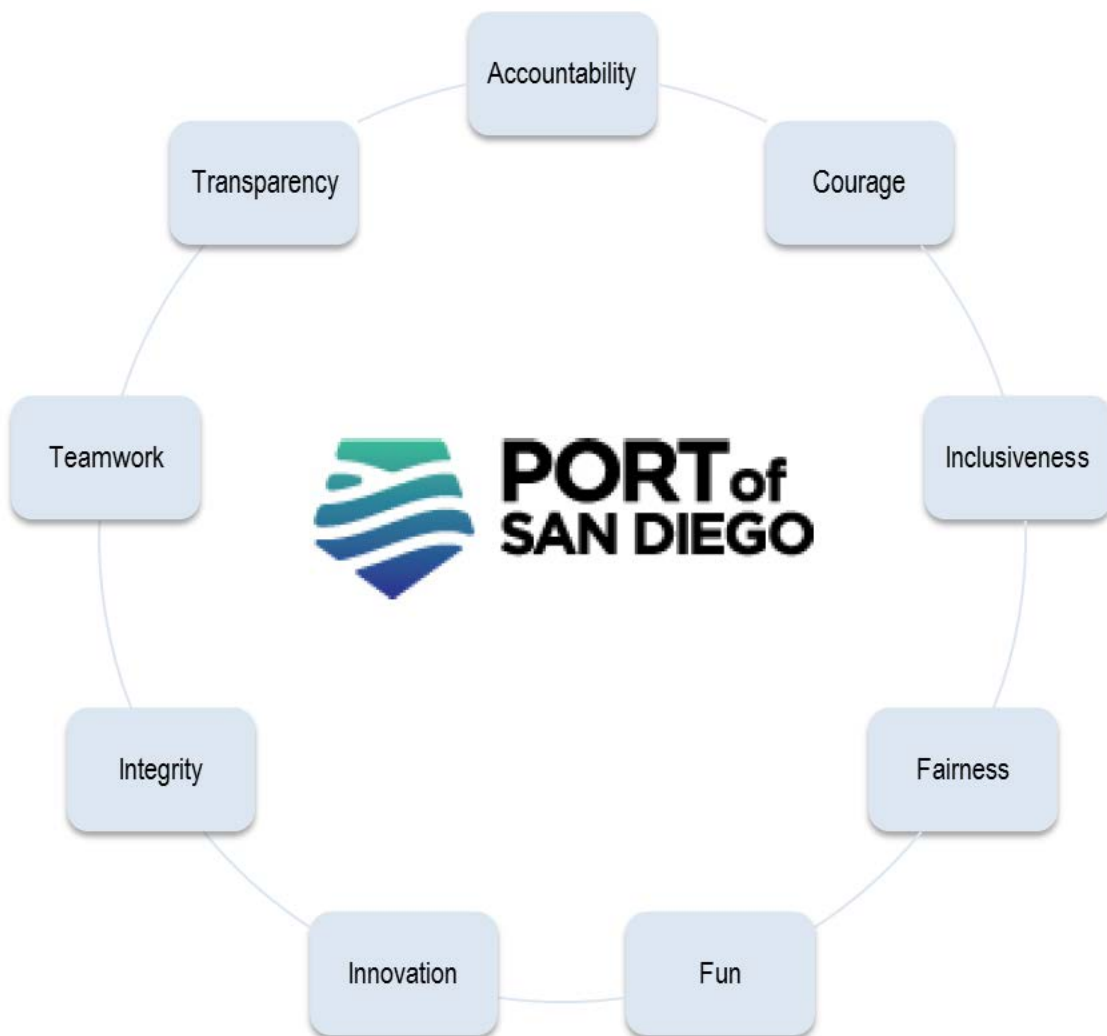 Accountability
Courage
Inclusiveness
Fairness
Fun
Innovation
Integrity
Teamwork
Transparency
PORT of
SAN DIEGO